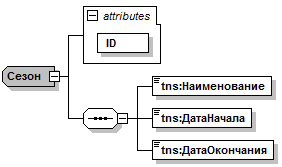 attributes
ID
Сезон
tns:Наименование
tns:ДатаНачала
tns:ДатаОкончания